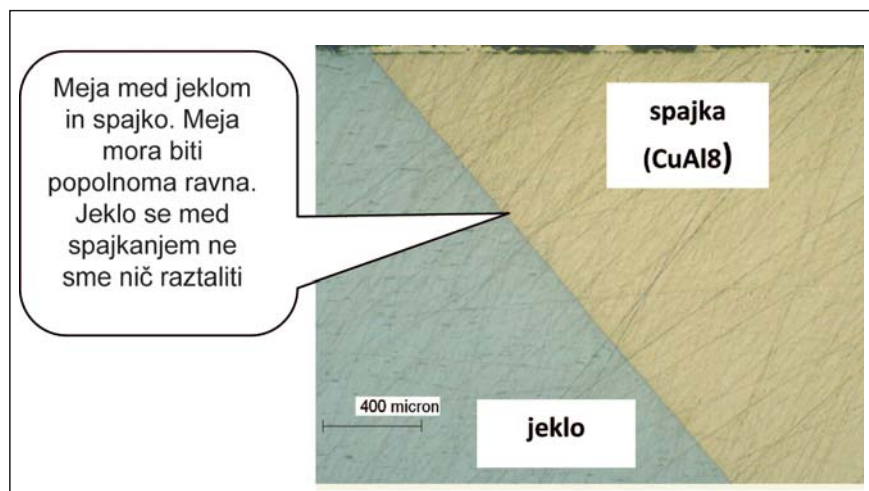 Meja med jeklom
in spajko. Meja
mora biti
popolnoma ravna.
Jeklo se med
spajkanjem ne
sme nič raztaliti
spajka
(CuAl8)
400 micron
jeklo